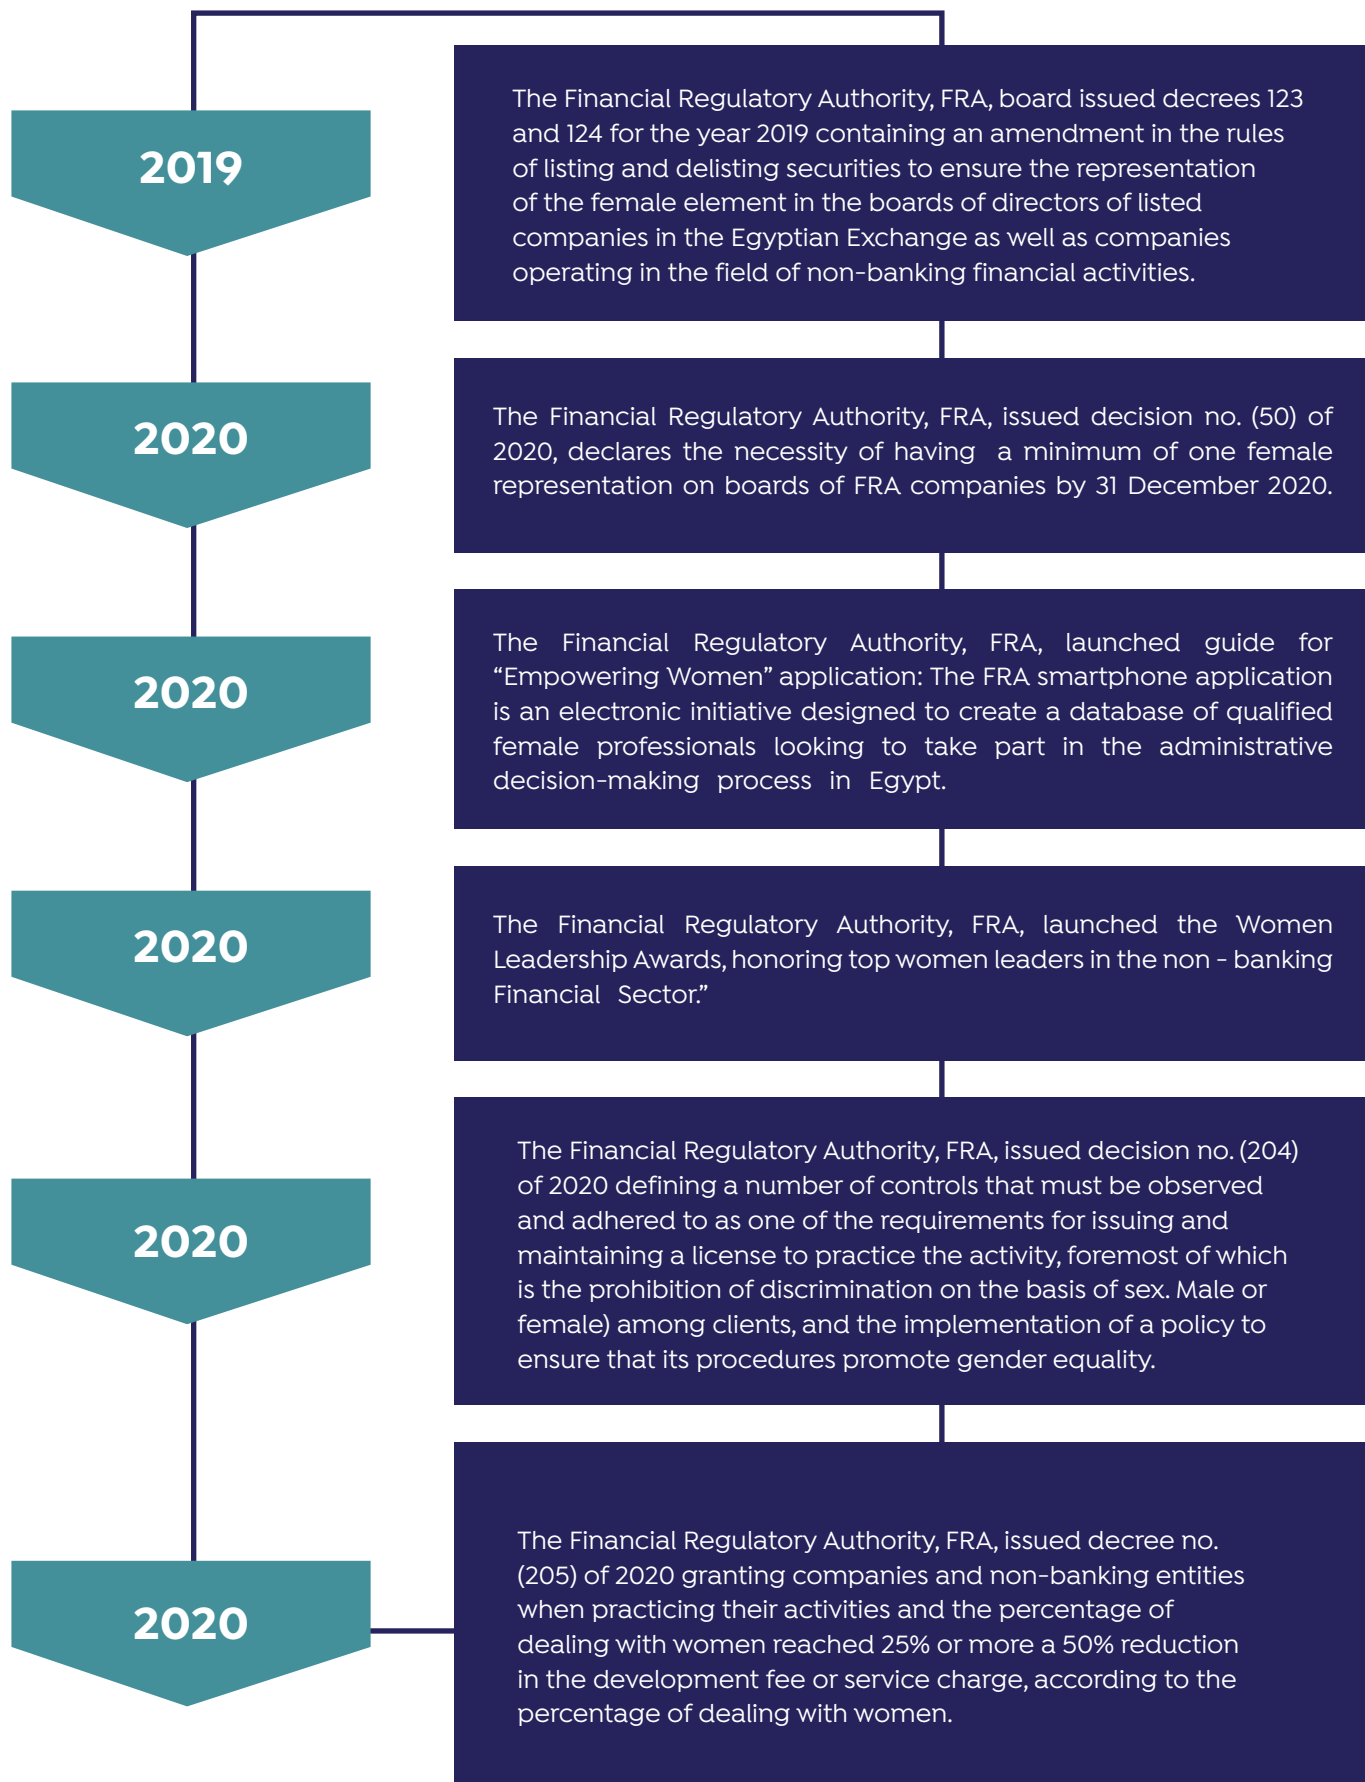 2019
The Financial Regulatory Authority, FRA, board issued decrees 123
and 124 for the year 2019 containing an amendment in the rules
of listing and delisting securities to ensure the representation
of the female element in the boards of directors of listed
companies in the Egyptian Exchange as well as companies
operating in the field of non-banking financial activities.
2020
The Financial Regulatory Authority, FRA, issued decision no. (50) of
2020, declares the necessity of having a minimum of one female
representation on boards of FRA companies by 31 December 2020.
2020
The Financial Regulatory Authority, FRA, launched guide for
“Empowering Women” application: The FRA smartphone application
is an electronic initiative designed to create a database of qualified
female professionals looking to take part in the administrative
decision-making process in Egypt.
2020
The Financial Regulatory Authority, FRA, launched the Women
Leadership Awards, honoring top women leaders in the non - banking
Financial Sector.”
2020
The Financial Regulatory Authority, FRA, issued decision no. (204)
of 2020 defining a number of controls that must be observed
and adhered to as one of the requirements for issuing and
maintaining a license to practice the activity, foremost of which
is the prohibition of discrimination on the basis of sex. Male or
female) among clients, and the implementation of a policy to
ensure that its procedures promote gender equality.
2020
The Financial Regulatory Authority, FRA, issued decree no.
(205) of 2020 granting companies and non-banking entities
when practicing their activities and the percentage of
dealing with women reached 25% or more a 50% reduction
in the development fee or service charge, according to the
percentage of dealing with women.